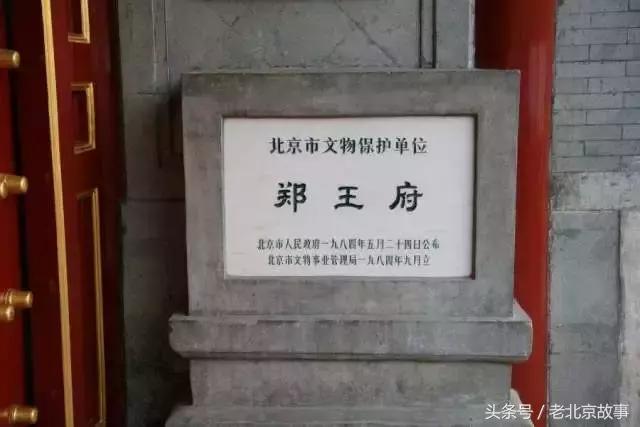 北京市文物保护单位
郑王府
北京市人民政府一九八四年五月二十四日公布
北京市文物事业管理局一九八四年九月立
头条号/老北京故事